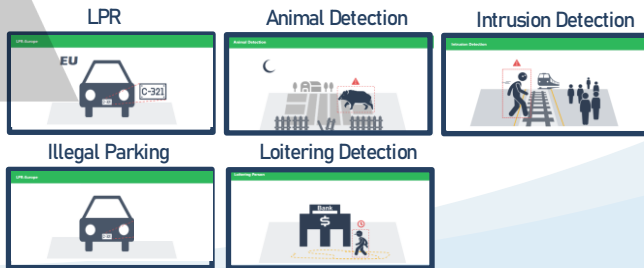 LPR
Animal Detection
Intrusion Detection
LPR Europe
Animal Detection
Intrusion Detection
EU
C-321
Illegal Parking
Loitering Detection
LPR Europe
Loitering Person
Bank
$